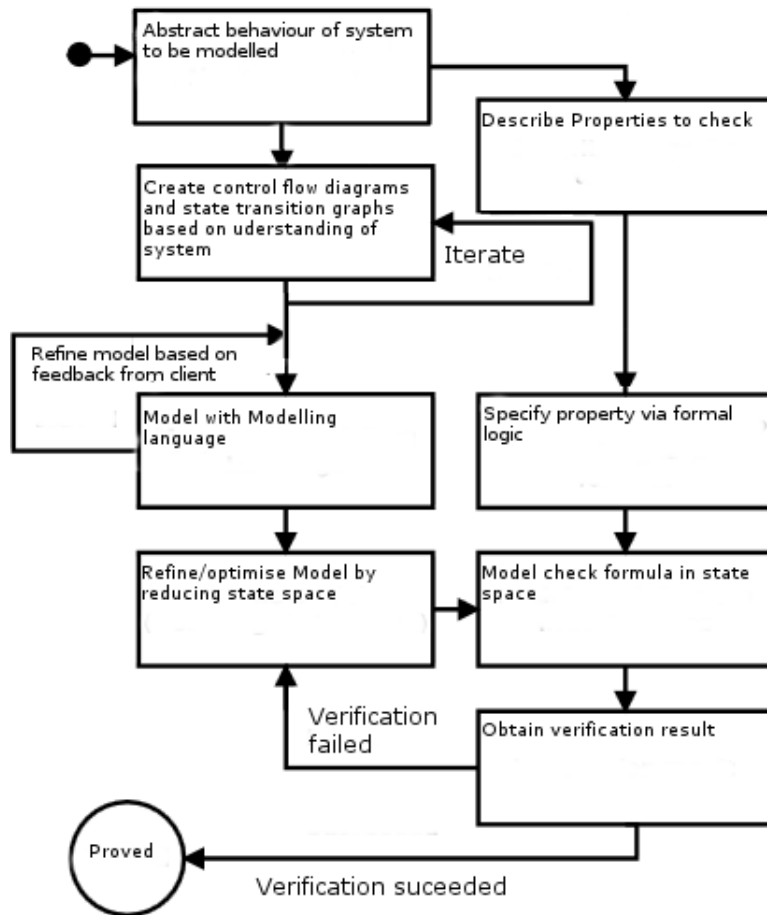 Abstract behaviour of system
to be modelled
Describe Properties to check
Create control flow diagrams
and state transition graphs
based on uderstanding of
system
Iterate
Refine model based on
feedback from client
Model with Modelling
language
Specify property via formal
logic
Refine/optimise Model by
reducing state space
Model check formula in state
space
Verification
failed
Obtain verification result
Proved
Verification suceeded